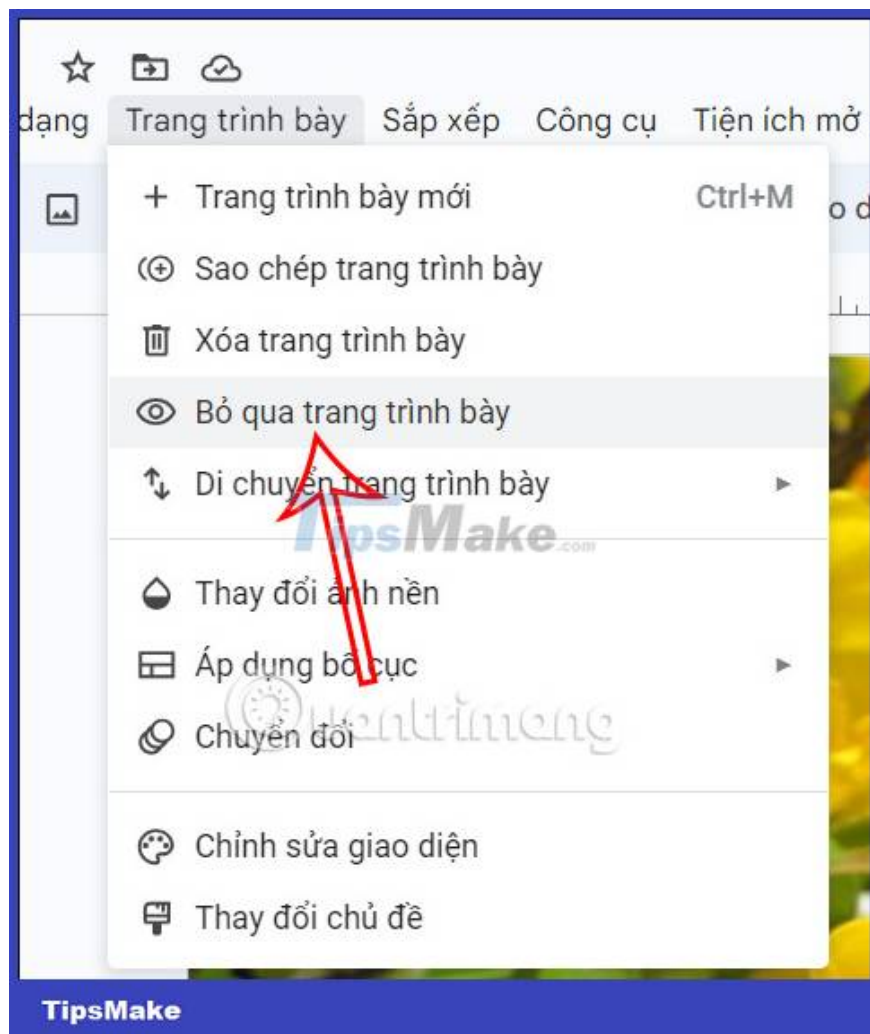 dạng Trang trình bày Sắp xếp Công cụ Tiện ích mở
Trang trình bày mới Ctrl+M
Sao chép trang trình bày
Xóa trang trình bày
Bỏ qua trang trình bày
Di chuyển trang trình bày
TipsMake.com
Thay đổi ảnh nền
Áp dụng bố cục
Quantrimang
Chuyển đổi
Chỉnh sửa giao diện
Thay đổi chủ đề
TipsMake